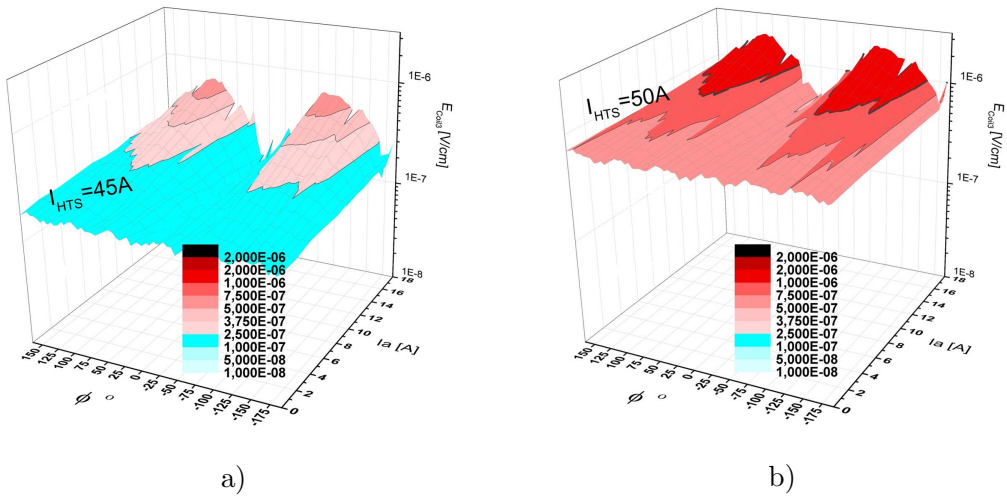 1E-6
E_Coil3 [V/cm]
1E-7
1E-8
I_HTS=45A
18
16
14
12
10
8
6
4
2
0
Ia [A]
150
125
100
75
50
25
0
-25
-50
-75
-100
-125
-150
-175
ϕ °
2,000E-06
2,000E-06
1,000E-06
7,500E-07
5,000E-07
3,750E-07
2,500E-07
1,000E-07
5,000E-08
1,000E-08
a)
1E-6
E_Coil3 [V/cm]
1E-7
1E-8
I_HTS=50A
18
16
14
12
10
8
6
4
2
0
Ia [A]
150
125
100
75
50
25
0
-25
-50
-75
-100
-125
-150
-175
ϕ °
2,000E-06
2,000E-06
1,000E-06
7,500E-07
5,000E-07
3,750E-07
2,500E-07
1,000E-07
5,000E-08
1,000E-08
b)